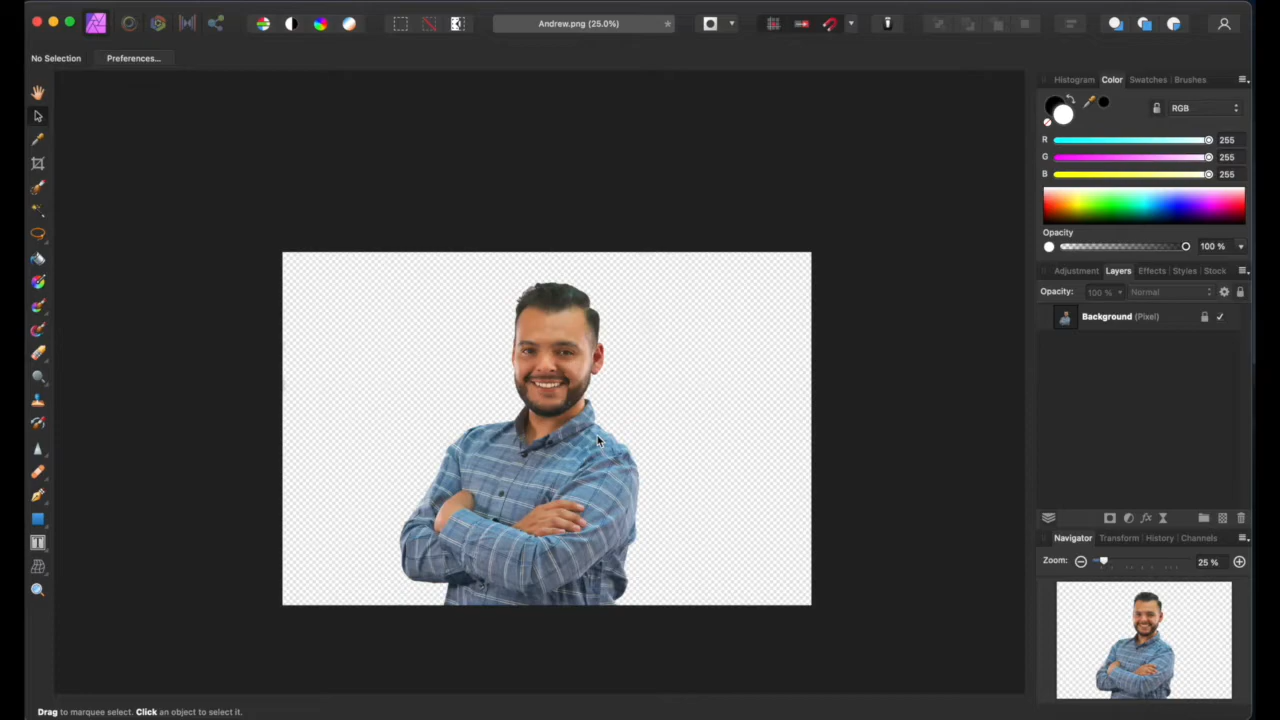 Andrew.png (25.0%)
No Selection
Preferences...
Histogram
Color
Swatches
Brushes
RGB
R
255
G
255
B
255
Opacity
100 %
Adjustment
Layers
Effects
Styles
Stock
Opacity:
100 %
Normal
Background (Pixel)
Navigator
Transform
History
Channels
Zoom:
25 %
Drag to marquee select. Click an object to select it.